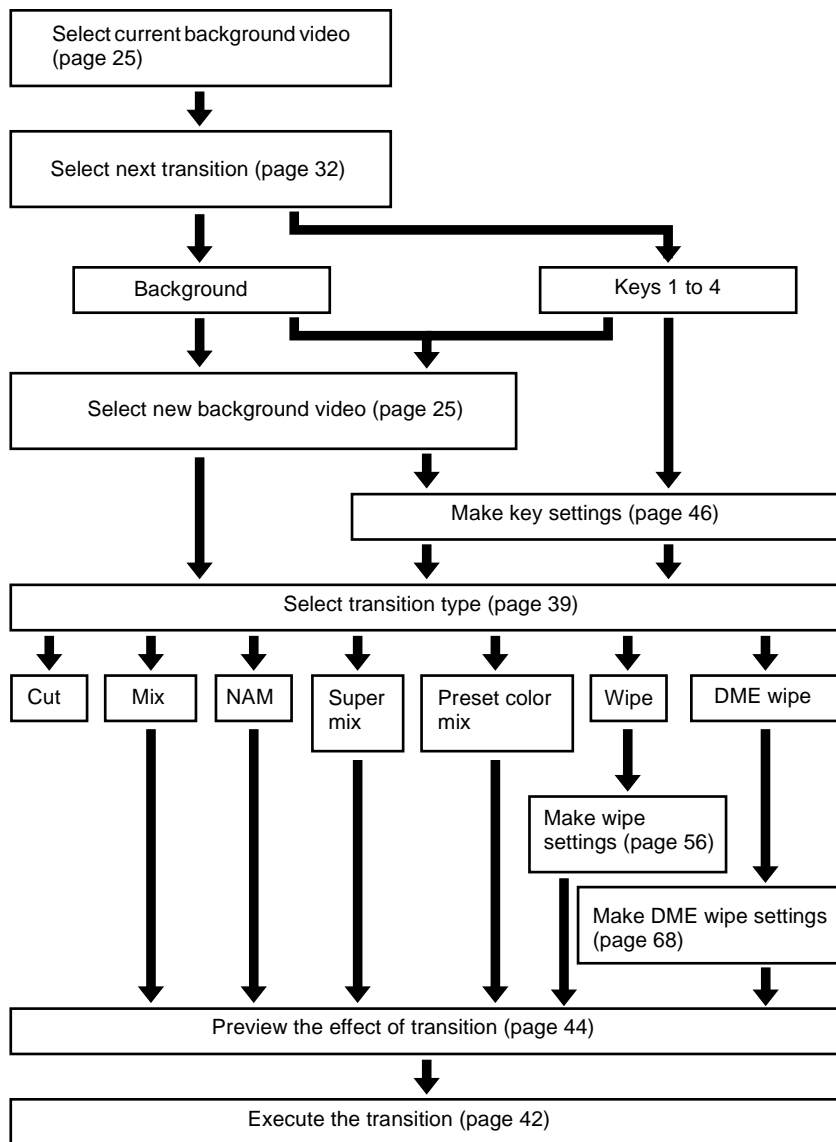 Select current background video
(page 25)
Select next transition (page 32)
Background
Keys 1 to 4
Select new background video (page 25)
Make key settings (page 46)
Select transition type (page 39)
Cut
Mix
NAM
Super
mix
Preset color
mix
Wipe
DME wipe
Make wipe
settings (page 56)
Make DME wipe settings
(page 68)
Preview the effect of transition (page 44)
Execute the transition (page 42)